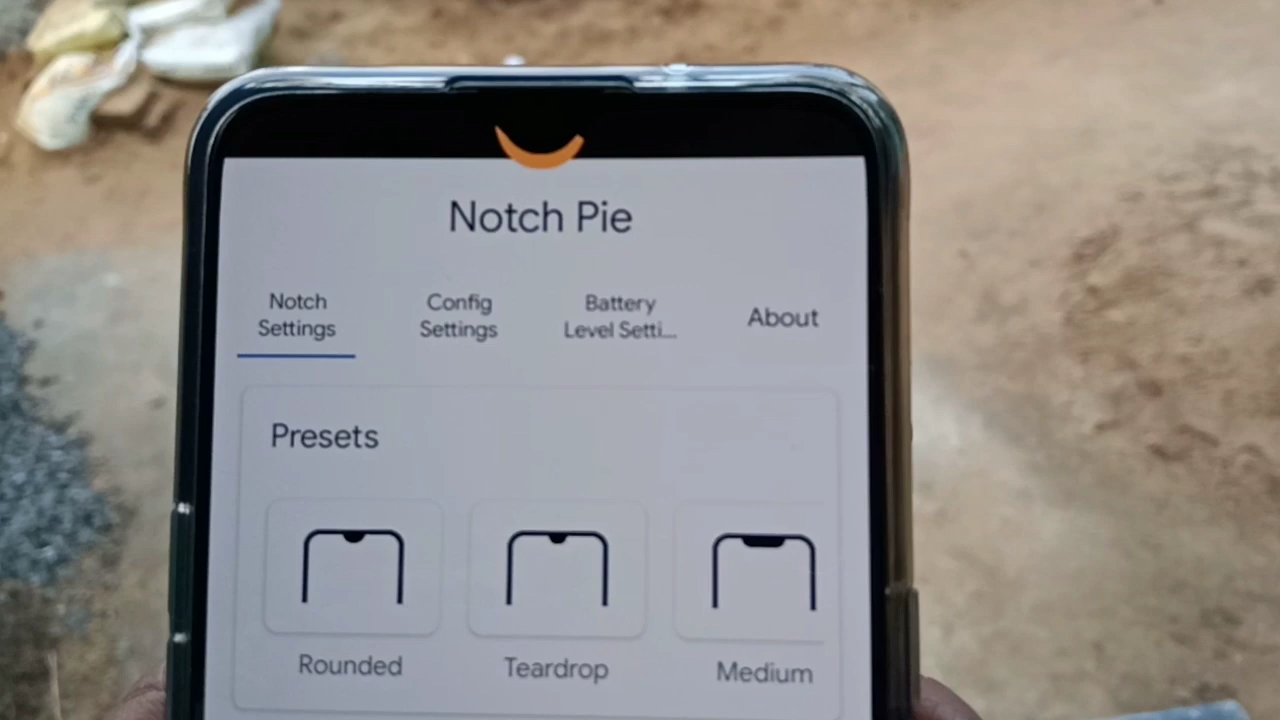 Notch Pie
Notch
Settings
Config
Settings
Battery
Level Setti...
About
Presets
Rounded
Teardrop
Medium